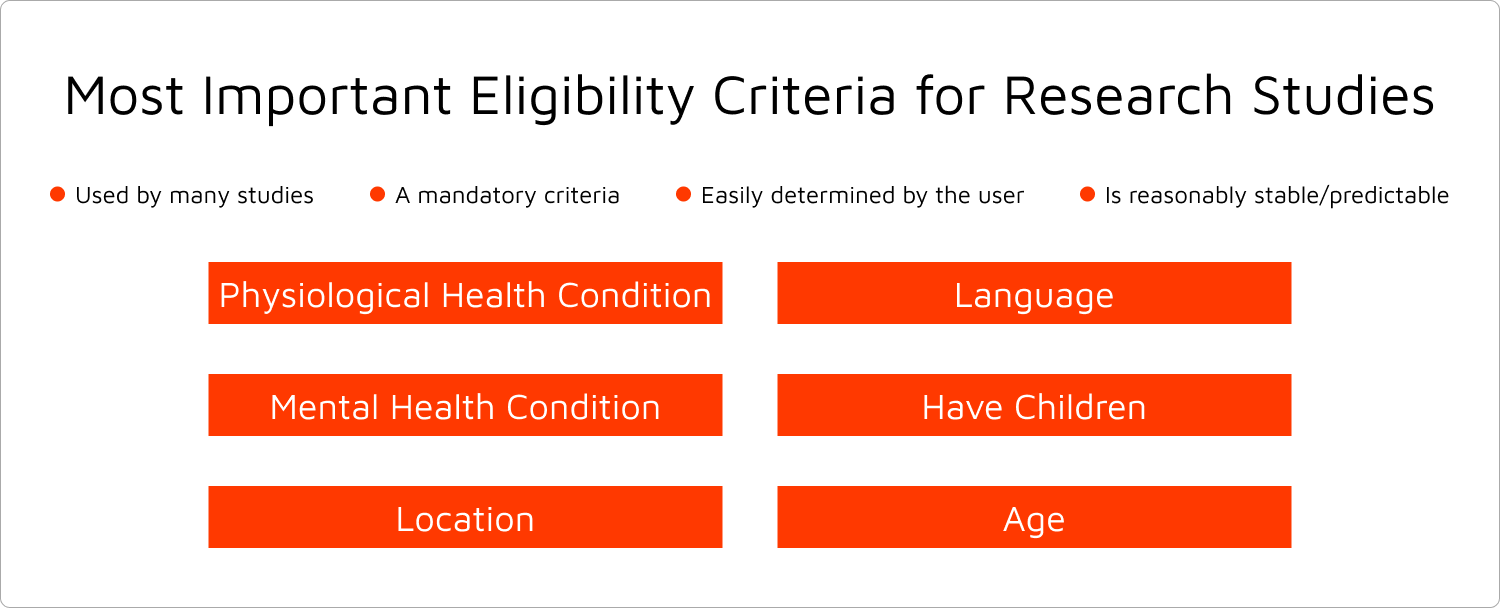 Most Important Eligibility Criteria for Research Studies
Used by many studies
A mandatory criteria
Easily determined by the user
Is reasonably stable/predictable
Physiological Health Condition
Language
Mental Health Condition
Have Children
Location
Age